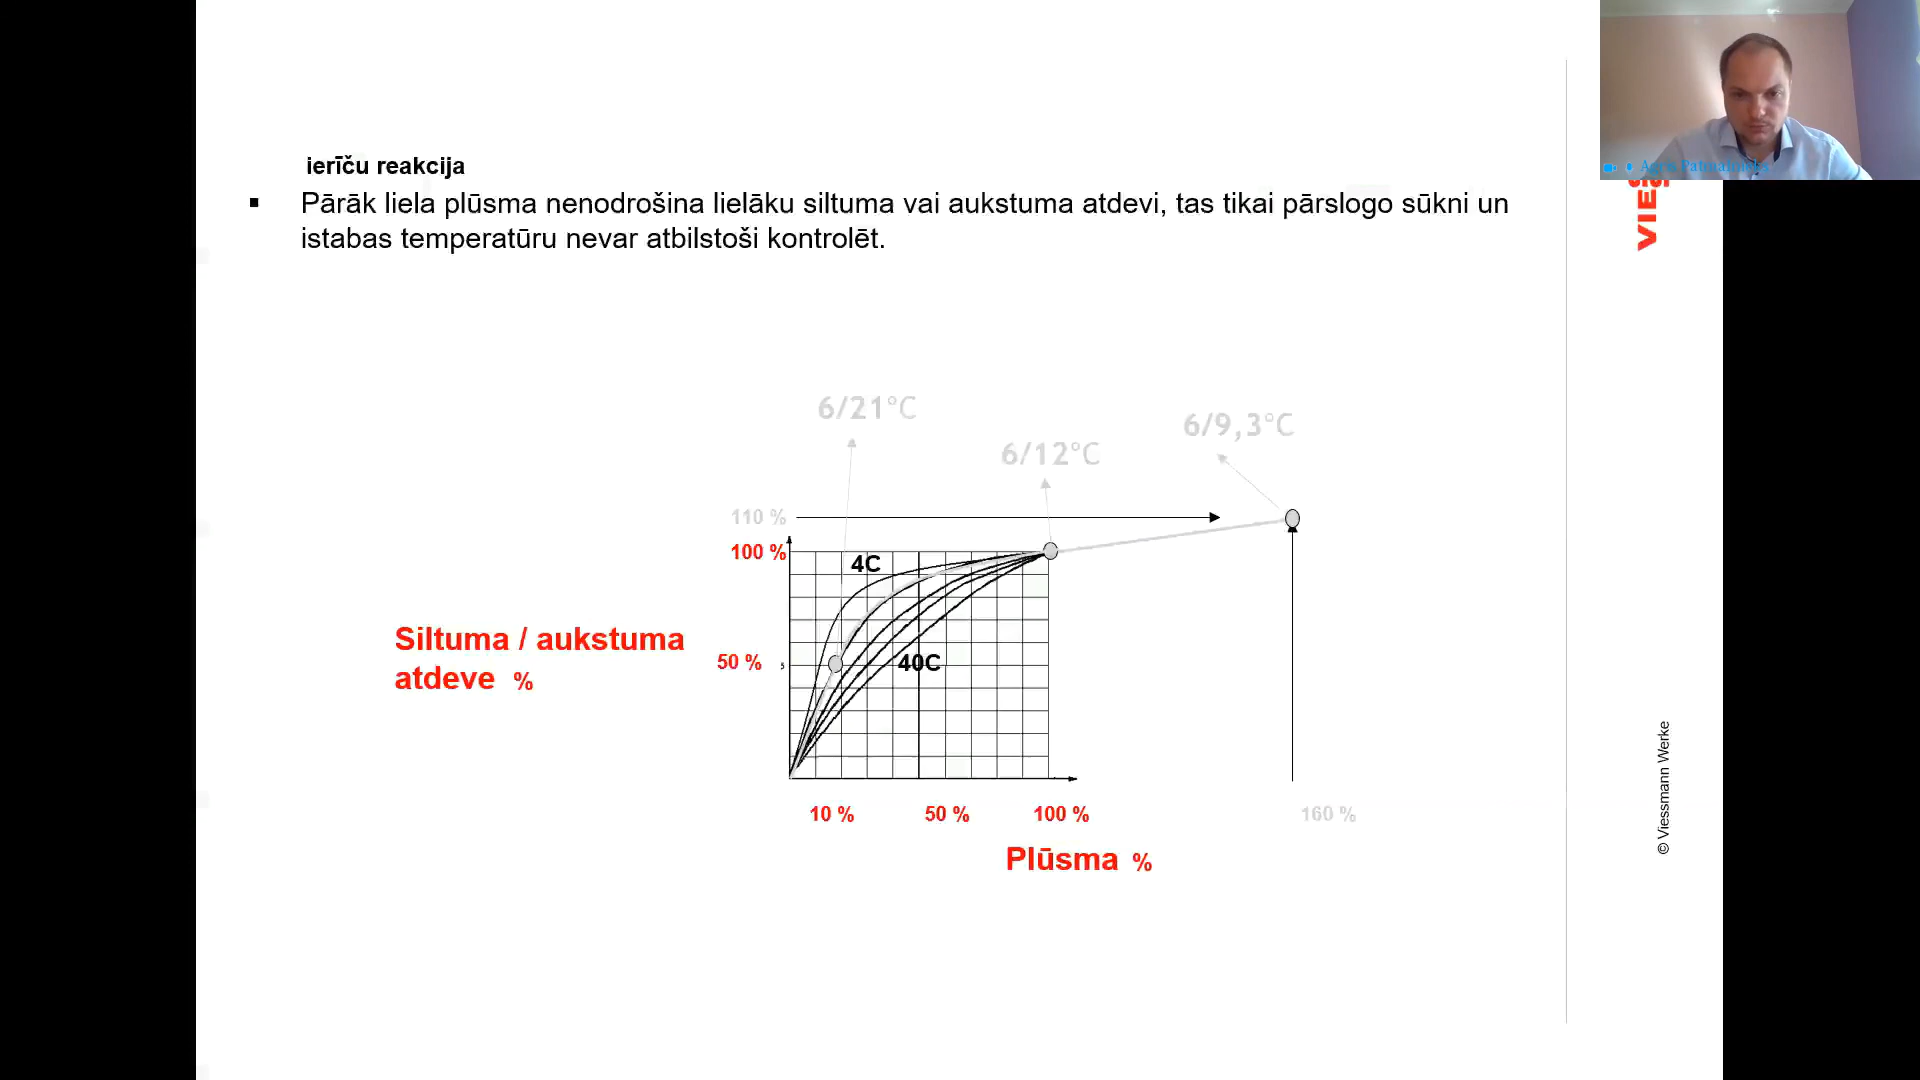 ierīču reakcija
▪ Pārāk liela plūsma nenodrošina lielāku siltuma vai aukstuma atdevi, tas tikai pārslogo sūkni un
istabas temperatūru nevar atbilstoši kontrolēt.
6/21°C
6/12°C
6/9,3°C
110 %
100 %
4C
Siltuma / aukstuma
atdeve %
50 %
40C
10 %
50 %
100 %
160 %
Plūsma %
VIES
© Viessmann Werke